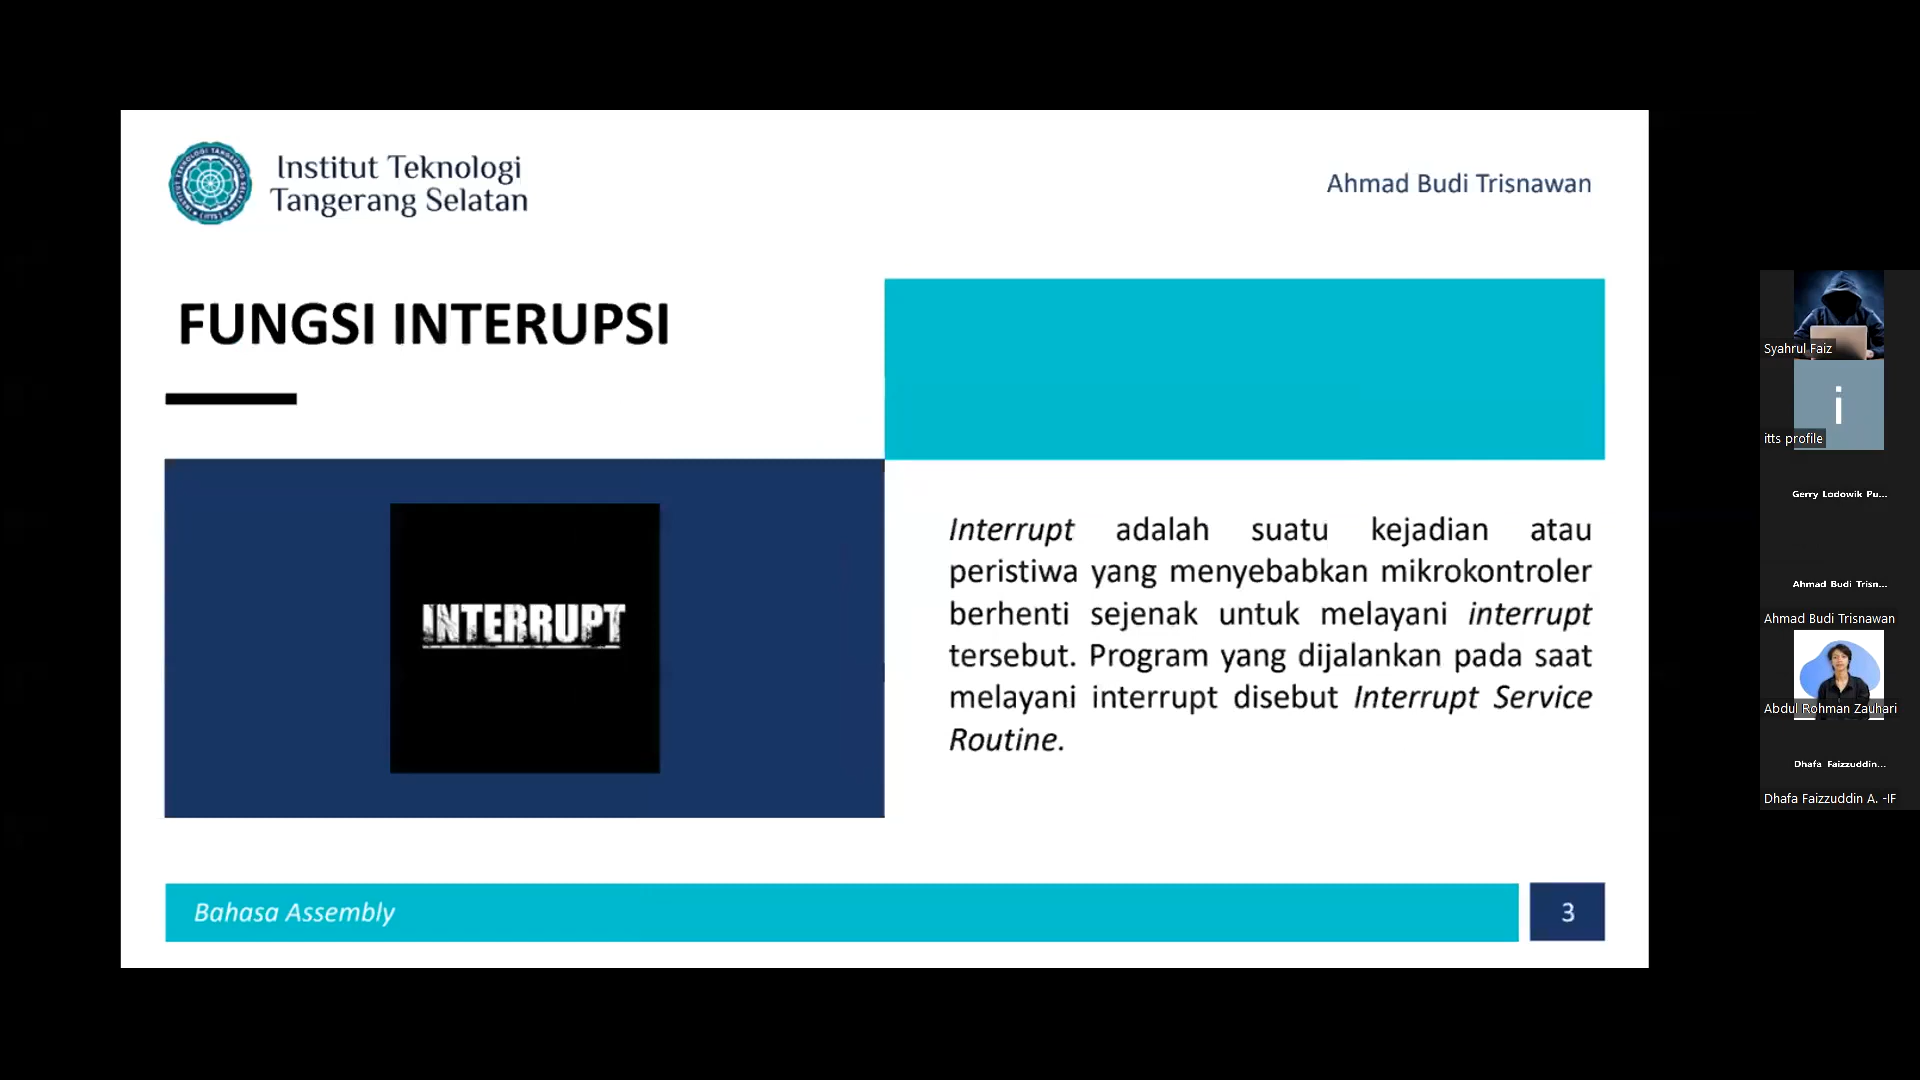 Institut Teknologi
Tangerang Selatan
Ahmad Budi Trisnawan
FUNGSI INTERUPSI
INTERRUPT
Interrupt adalah suatu kejadian atau
peristiwa yang menyebabkan mikrokontroler
berhenti sejenak untuk melayani interrupt
tersebut. Program yang dijalankan pada saat
melayani interrupt disebut Interrupt Service
Routine.
Bahasa Assembly
3
Syahrul Faiz
i
itts profile
Gerry Lodowik Pu...
Ahmad Budi Trisn...
Ahmad Budi Trisnawan
Abdul Rohman Zauhari
Dhafa Faizzuddin...
Dhafa Faizzuddin A. -IF